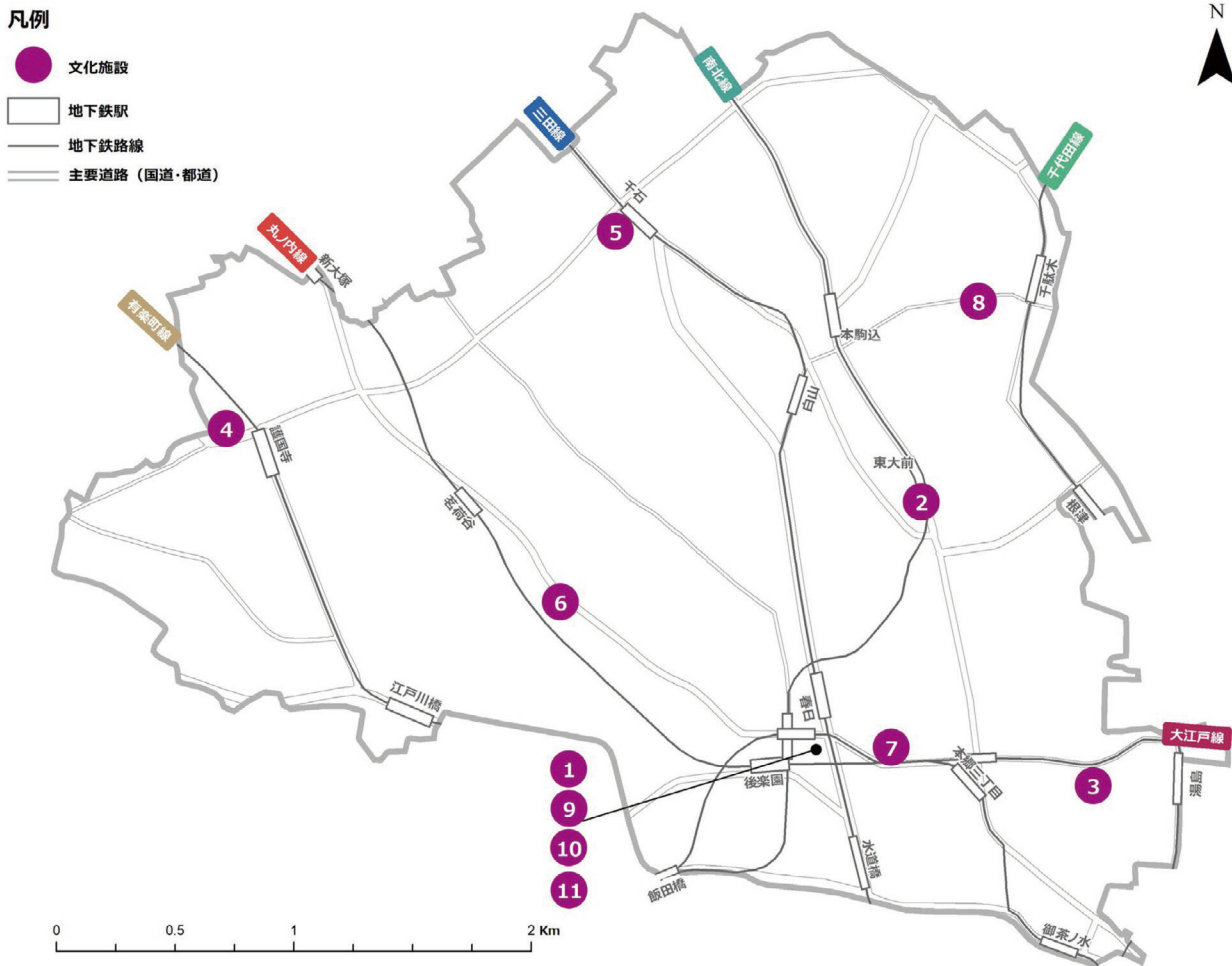 凡例
文化施設
地下鉄駅
地下鉄路線
主要道路（国道・都道）
N
南北線
三田線
千代田線
千石
5
丸ノ内線
新大塚
有楽町線
千駄木
8
本駒込
白山
4
護国寺
東大前
2
茗荷谷
根津
6
江戸川橋
春日
大江戸線
7
本郷三丁目
後楽園
3
湯島
1
9
10
11
水道橋
飯田橋
御茶ノ水
0 0.5 1 2 Km